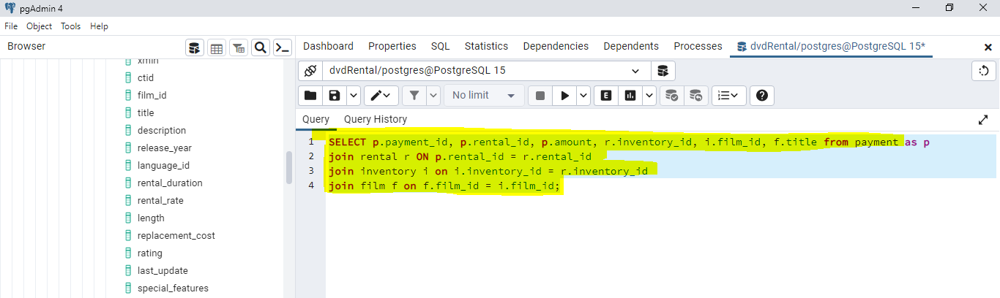 pgAdmin 4
File Object Tools Help
Browser
Dashboard Properties SQL Statistics Dependencies Dependents Processes dvdRental/postgres@PostgreSQL 15*
dvdRental/postgres@PostgreSQL 15
No limit
E
Query Query History
xmin
ctid
film_id
title
description
release_year
language_id
rental_duration
rental_rate
length
replacement_cost
rating
last_update
special_features
1 SELECT p.payment_id, p.rental_id, p.amount, r.inventory_id, i.film_id, f.title from payment as p
2 join rental r ON p.rental_id = r.rental_id
3 join inventory i on i.inventory_id = r.inventory_id
4 join film f on f.film_id = i.film_id;